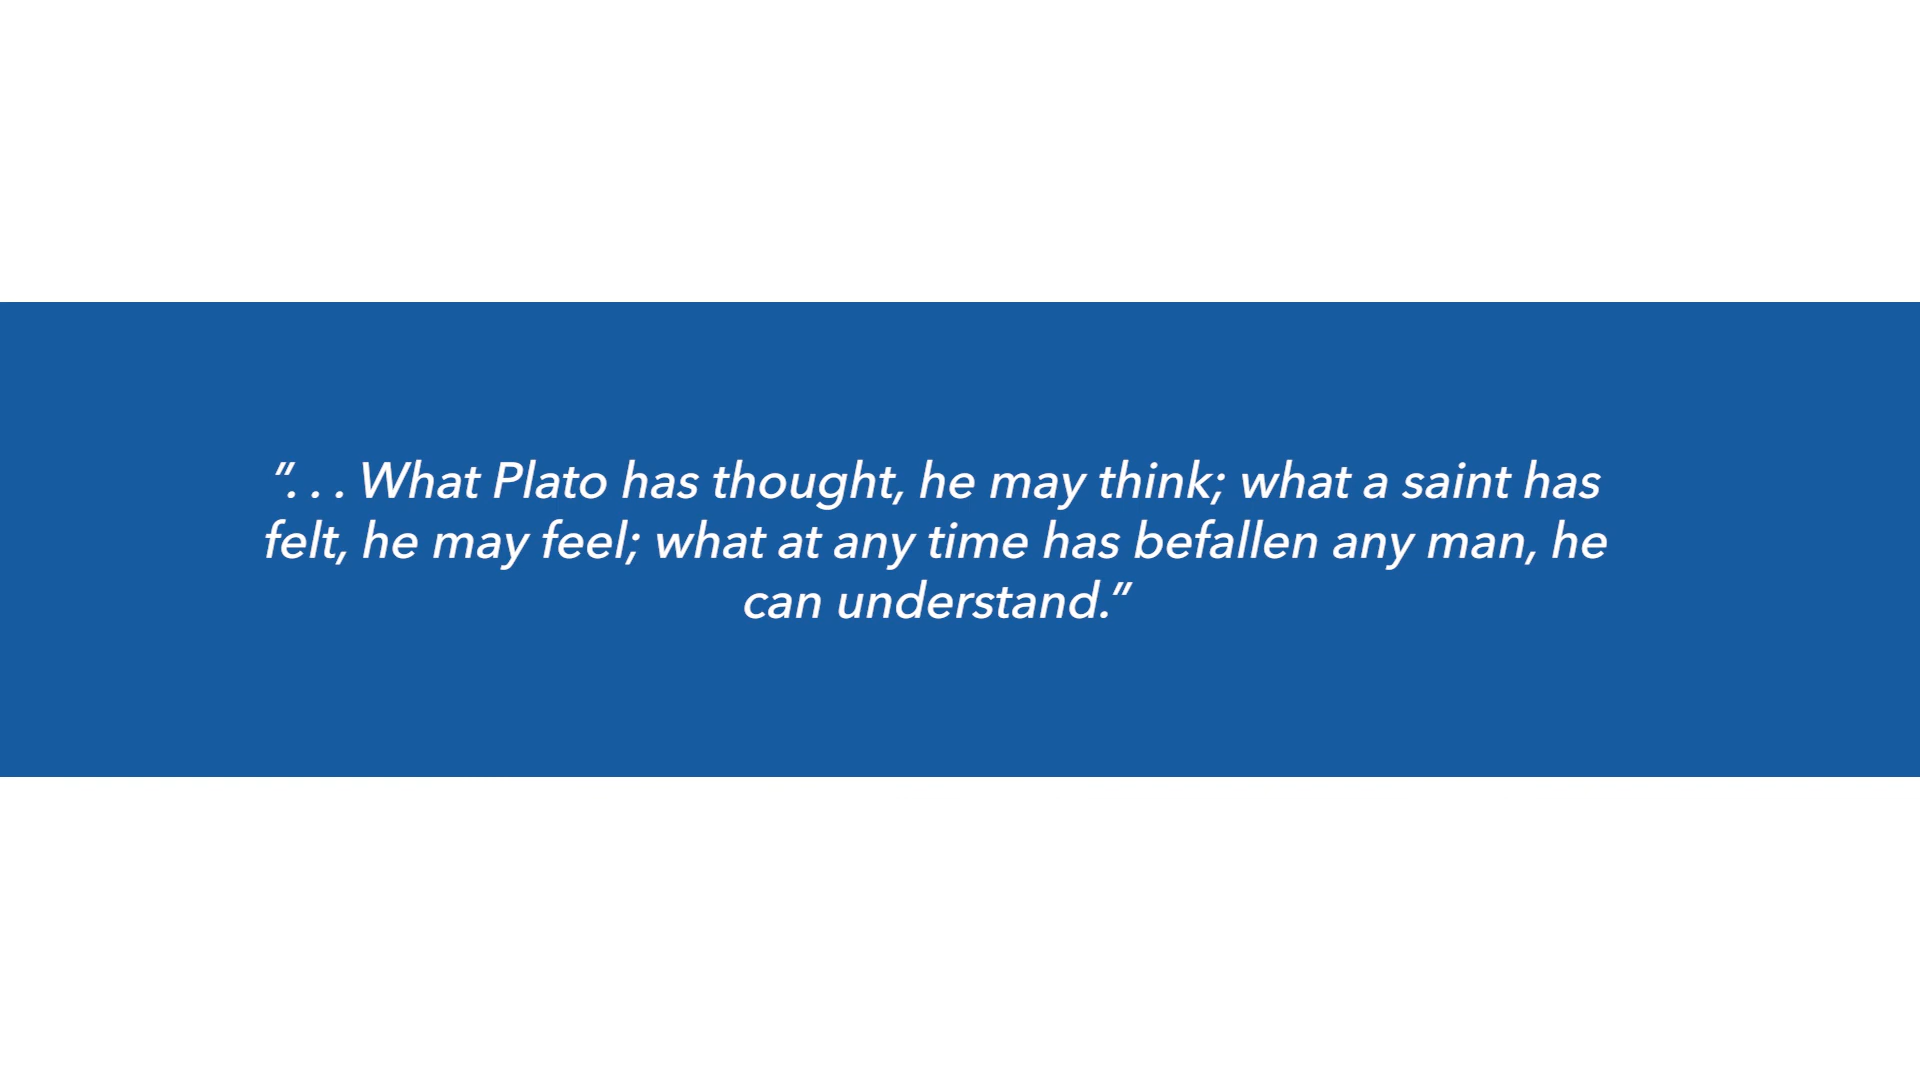 ”. . . What Plato has thought, he may think; what a saint has
felt, he may feel; what at any time has befallen any man, he
can understand.”